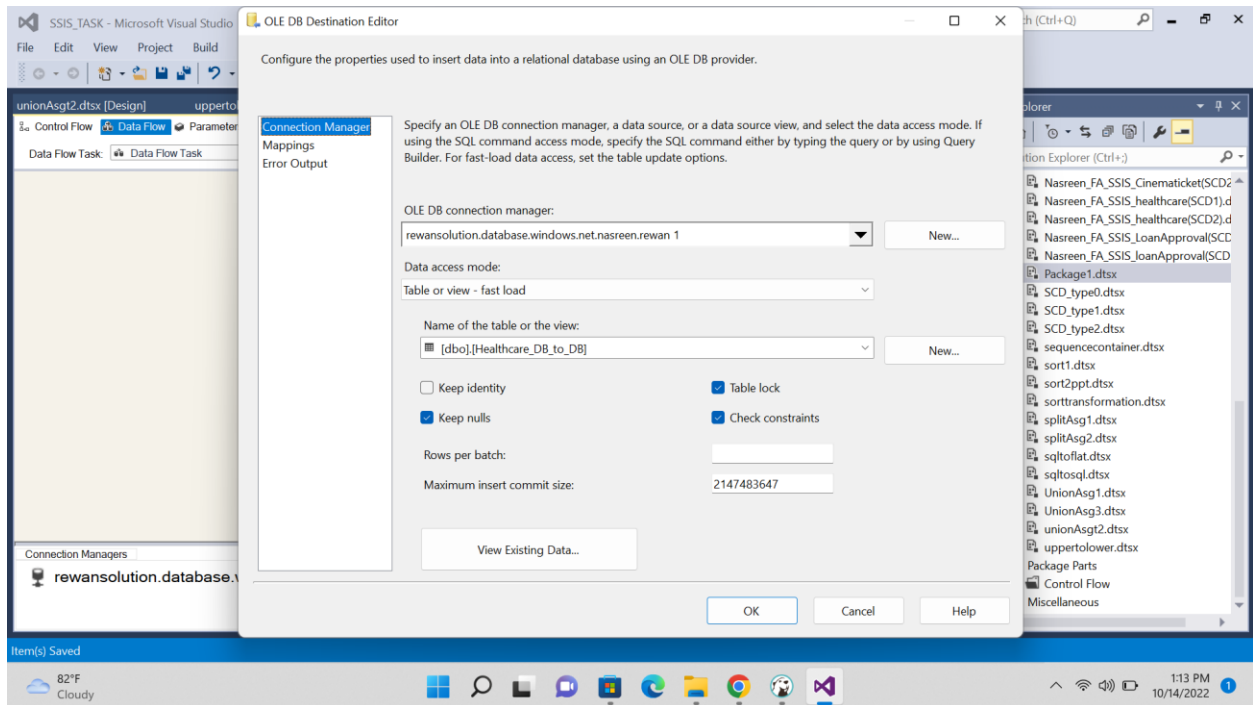 SSIS_TASK - Microsoft Visual Studio
OLE DB Destination Editor
ch (Ctrl+Q)
File Edit View Project Build
Configure the properties used to insert data into a relational database using an OLE DB provider.
unionAsgt2.dtsx [Design] uppertol
Control Flow Data Flow Parameter
Data Flow Task: Data Flow Task
Connection Manager
Mappings
Error Output
Specify an OLE DB connection manager, a data source, or a data source view, and select the data access mode. If
using the SQL command access mode, specify the SQL command either by typing the query or by using Query
Builder. For fast-load data access, set the table update options.
OLE DB connection manager:
rewansolution.database.windows.net.nasreen.rewan 1
New...
Data access mode:
Table or view - fast load
Name of the table or the view:
[dbo].[Healthcare_DB_to_DB]
New...
Keep identity
Table lock
Keep nulls
Check constraints
Rows per batch:
Maximum insert commit size: 2147483647
View Existing Data...
OK Cancel Help
plorer
tion Explorer (Ctrl+;)
Nasreen_FA_SSIS_Cinematicket(SCD2
Nasreen_FA_SSIS_healthcare(SCD1).d
Nasreen_FA_SSIS_healthcare(SCD2).d
Nasreen_FA_SSIS_LoanApproval(SCD
Nasreen_FA_SSIS_loanApproval(SCD
Package1.dtsx
SCD_type0.dtsx
SCD_type1.dtsx
SCD_type2.dtsx
sequencecontainer.dtsx
sort1.dtsx
sort2ppt.dtsx
sorttransformation.dtsx
splitAsg1.dtsx
splitAsg2.dtsx
sqltoflat.dtsx
sqltosql.dtsx
UnionAsg1.dtsx
UnionAsg3.dtsx
unionAsgt2.dtsx
uppertolower.dtsx
Package Parts
Control Flow
Miscellaneous
Connection Managers
rewansolution.database.w
Item(s) Saved
82°F
Cloudy
1:13 PM
10/14/2022
1